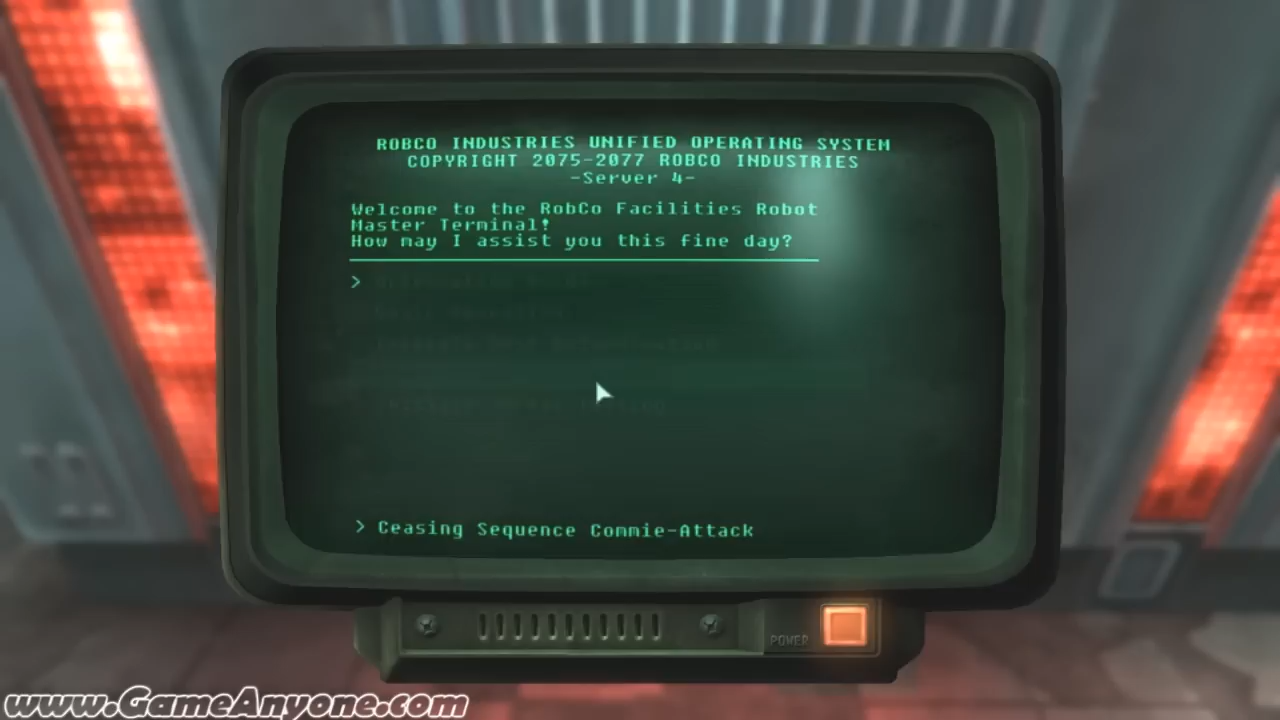 ROBCO INDUSTRIES UNIFIED OPERATING SYSTEM
COPYRIGHT 2075-2077 ROBCO INDUSTRIES
-Server 4-
Welcome to the RobCo Facilities Robot
Master Terminal!
How may I assist you this fine day?
>
> Ceasing Sequence Commie-Attack
POWER
www.GameAnyone.com